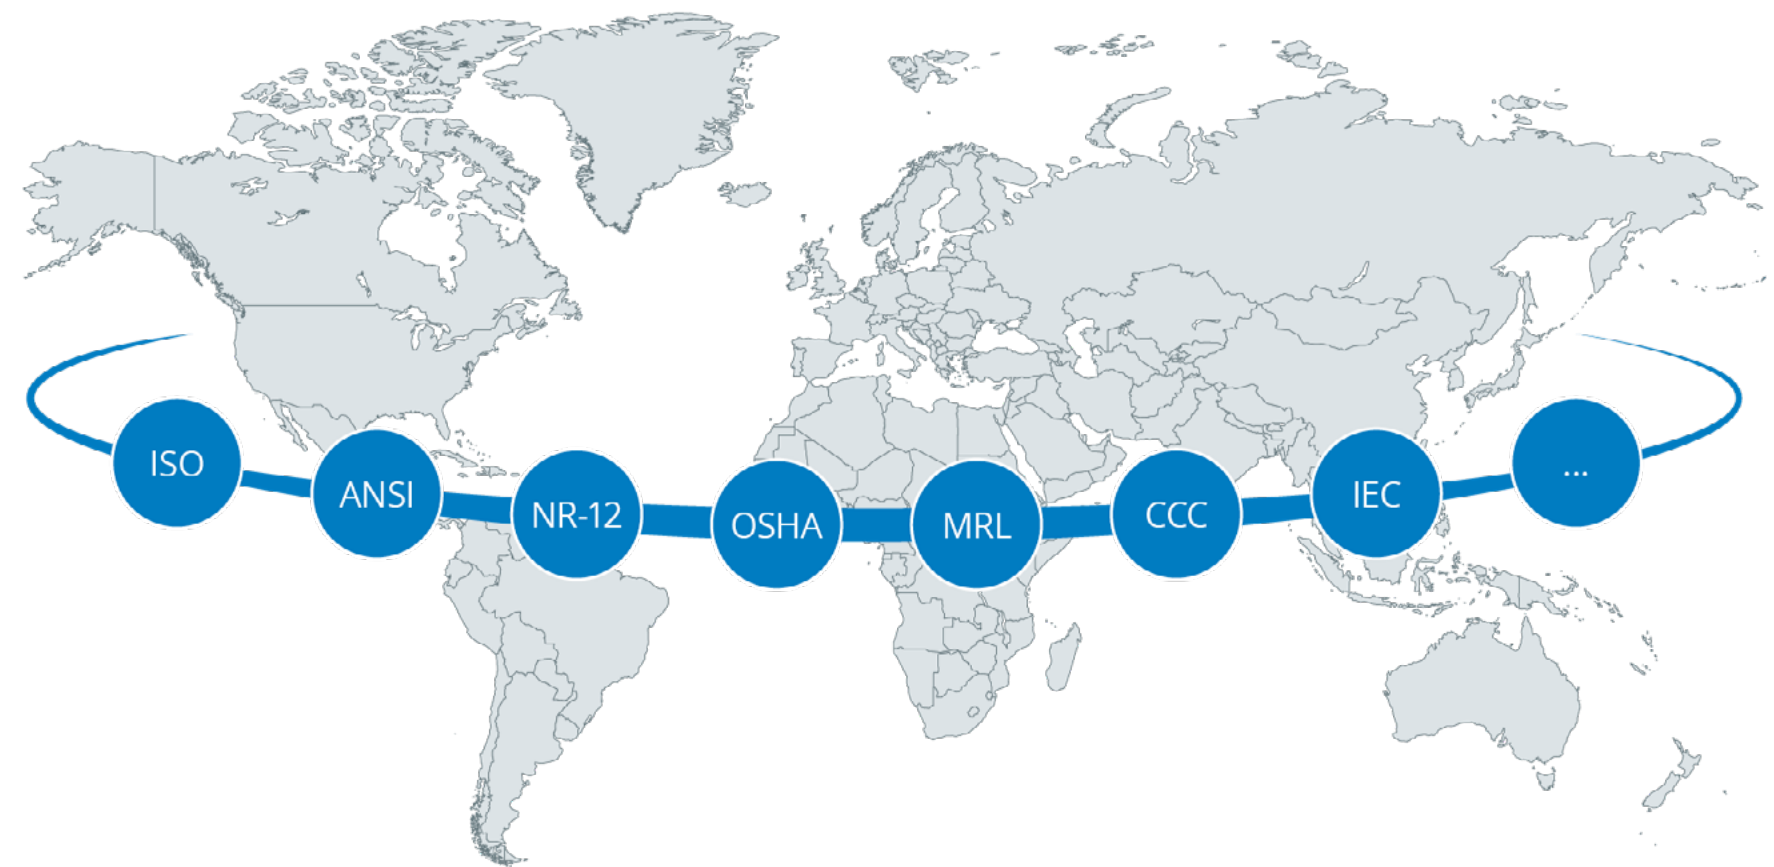 ISO
ANSI
NR-12
OSHA
MRL
CCC
IEC
...